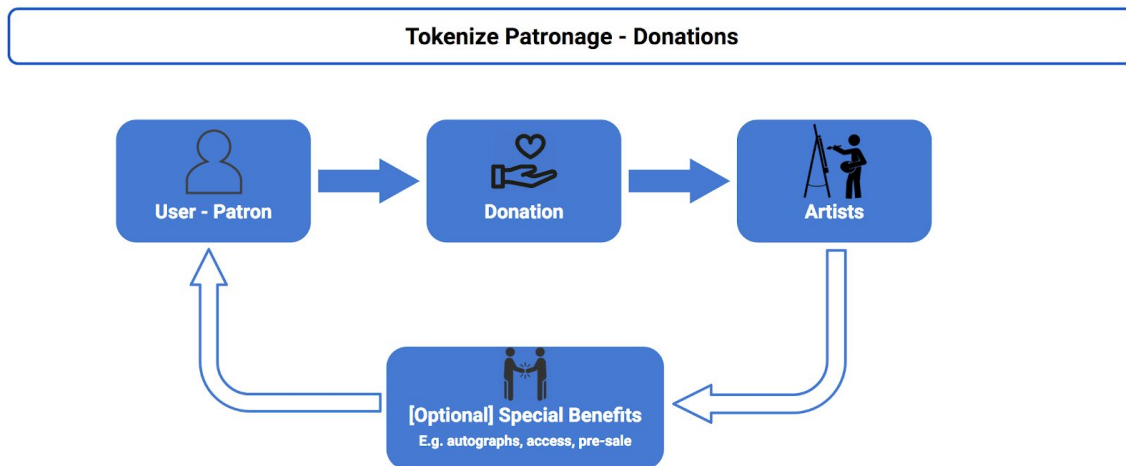 Tokenize Patronage - Donations
User - Patron
Donation
Artists
[Optional] Special Benefits
E.g. autographs, access, pre-sale